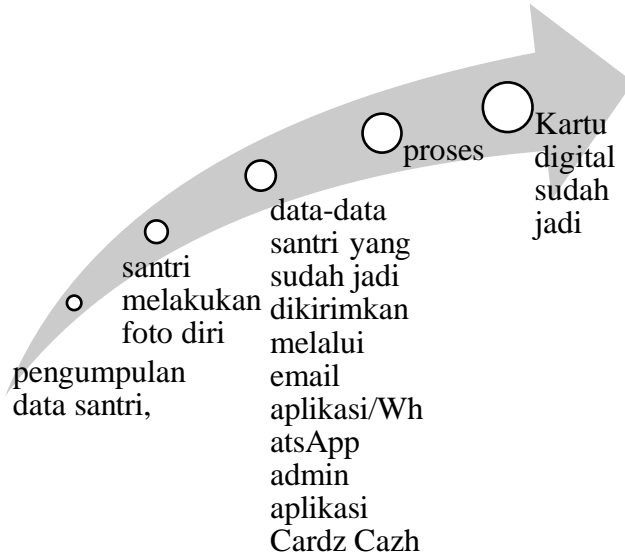 pengumpulan
data santri,
santri
melakukan
foto diri
data-data
santri yang
sudah jadi
dikirimkan
melalui
email
aplikasi/Wh
atsApp
admin
aplikasi
Cardz Cazh
proses
Kartu
digital
sudah
jadi